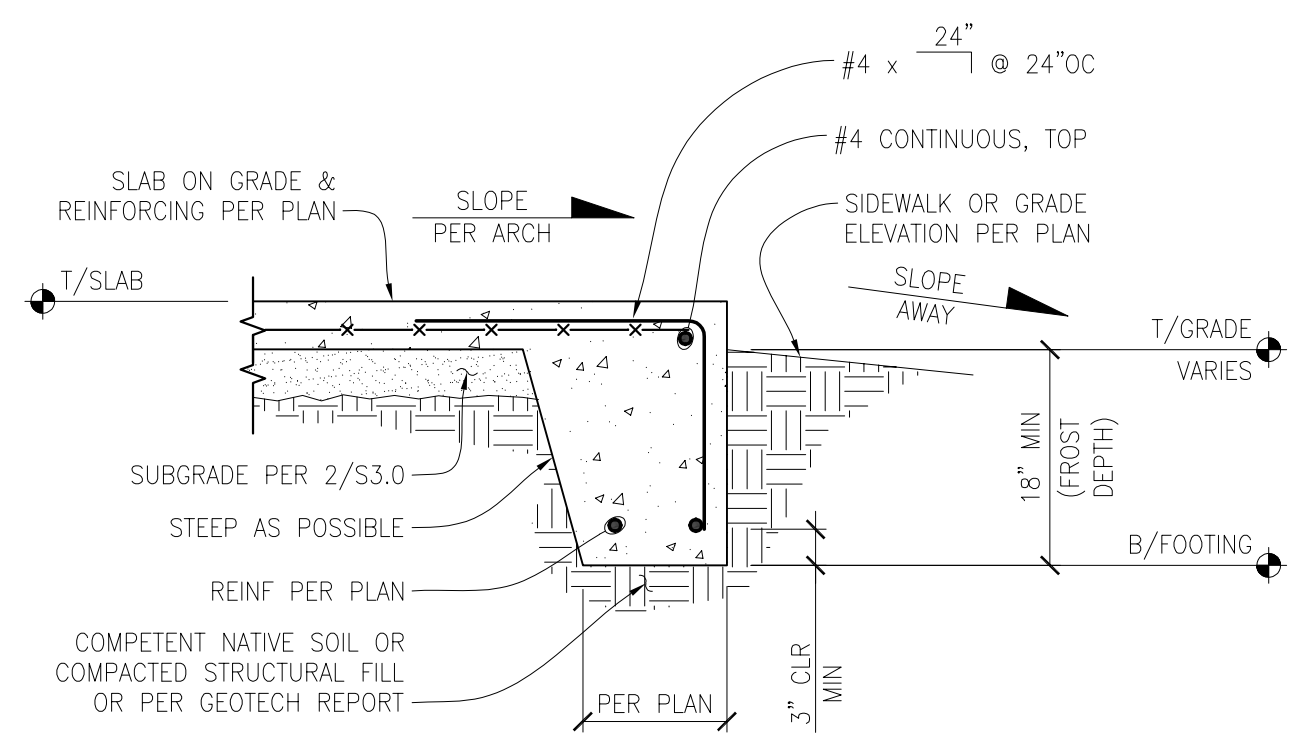 24"
#4 x @ 24"OC
#4 CONTINUOUS, TOP
SLAB ON GRADE &
REINFORCING PER PLAN
SLOPE
PER ARCH
SIDEWALK OR GRADE
ELEVATION PER PLAN
T/SLAB
SLOPE
AWAY
T/GRADE
VARIES
18" MIN
(FROST
DEPTH)
SUBGRADE PER 2/S3.0
STEEP AS POSSIBLE
B/FOOTING
REINF PER PLAN
COMPETENT NATIVE SOIL OR
COMPACTED STRUCTURAL FILL
OR PER GEOTECH REPORT
PER PLAN
3" CLR
MIN